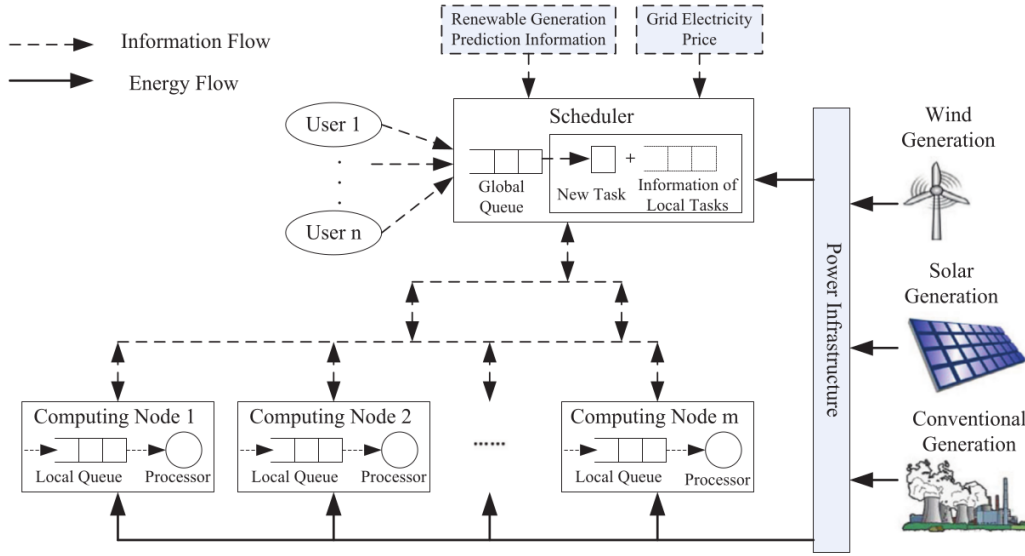 Information Flow
Energy Flow
Renewable Generation
Prediction Information
Grid Electricity
Price
User 1
.
.
.
User n
Scheduler
Global
Queue
New Task
+
Information of
Local Tasks
Power Infrastructure
Wind
Generation
Solar
Generation
Conventional
Generation
Computing Node 1
Local Queue
Processor
Computing Node 2
Local Queue
Processor
......
Computing Node m
Local Queue
Processor